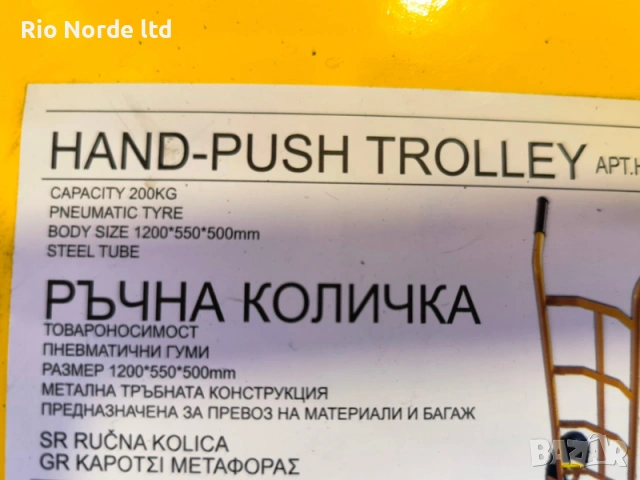 Rio Norde ltd
HAND-PUSH TROLLEY АРТ.
CAPACITY 200KG
PNEUMATIC TYRE
BODY SIZE 1200*550*500mm
STEEL TUBE
РЪЧНА КОЛИЧКА
ТОВАРОНОСИМОСТ
ПНЕВМАТИЧНИ ГУМИ
РАЗМЕР 1200*550*500mm
МЕТАЛНА ТРЪБНАТА КОНСТРУКЦИЯ
ПРЕДНАЗНАЧЕНА ЗА ПРЕВОЗ НА МАТЕРИАЛИ И БАГАЖ
SR RUČNA KOLICA
GR ΚΑΡΟΤΣΙ ΜΕΤΑΦΟΡΑΣ
BAZAR